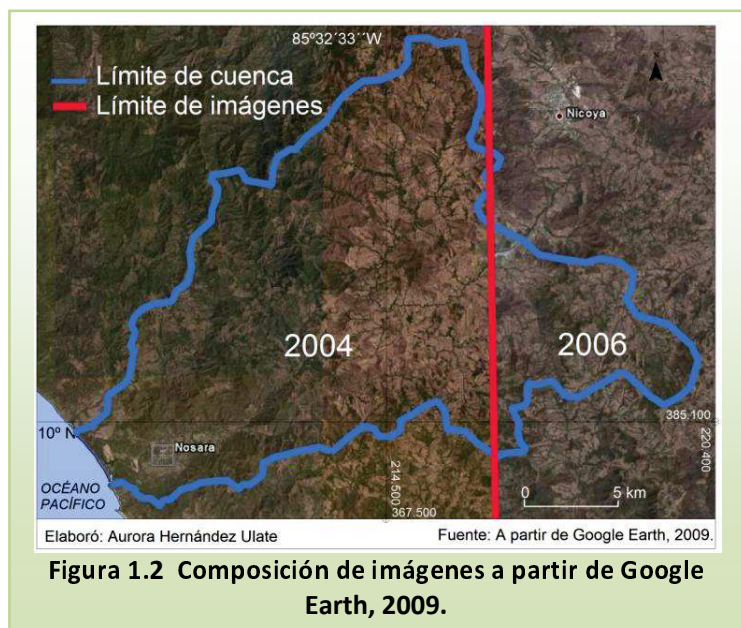 85º32´33´´W
Límite de cuenca
Límite de imágenes
Nicoya
2004
2006
385.100
220.400
10º N
Nosara
214.500
367.500
OCÉANO
PACÍFICO
0 5 km
Elaboró: Aurora Hernández Ulate
Fuente: A partir de Google Earth, 2009.
Figura 1.2 Composición de imágenes a partir de Google
Earth, 2009.